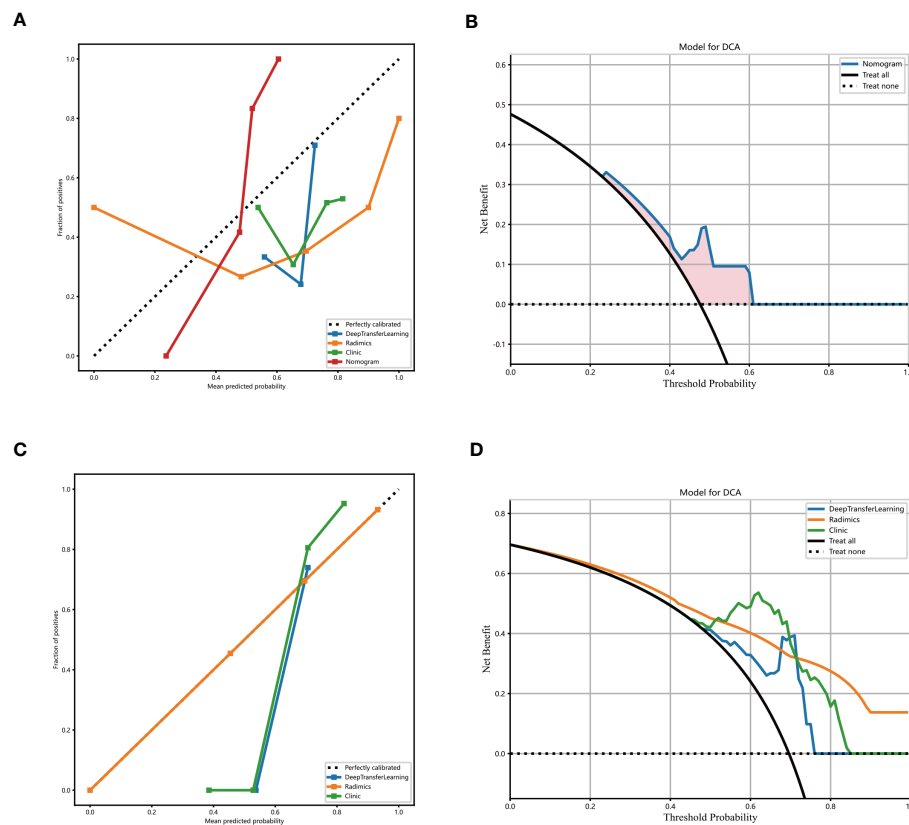 A
1.0
0.8
0.6
0.4
0.2
0.0
Fraction of positives
Perfectly calibrated
DeepTransferLearning
Radimics
Clinic
Nomogram
0.0 0.2 0.4 0.6 0.8 1.0
Mean predicted probability
B
Model for DCA
0.6
0.5
0.4
0.3
0.2
0.1
0.0
-0.1
Net Benefit
Nomogram
Treat all
Treat none
0.0 0.2 0.4 0.6 0.8 1.
Threshold Probability
C
1.0
0.8
0.6
0.4
0.2
0.0
Fraction of positives
Perfectly calibrated
DeepTransferLearning
Radimics
Clinic
0.0 0.2 0.4 0.6 0.8 1.0
Mean predicted probability
D
Model for DCA
0.8
0.6
0.4
0.2
0.0
Net Benefit
DeepTransferLearning
Radimics
Clinic
Treat all
Treat none
0.0 0.2 0.4 0.6 0.8 1.
Threshold Probability